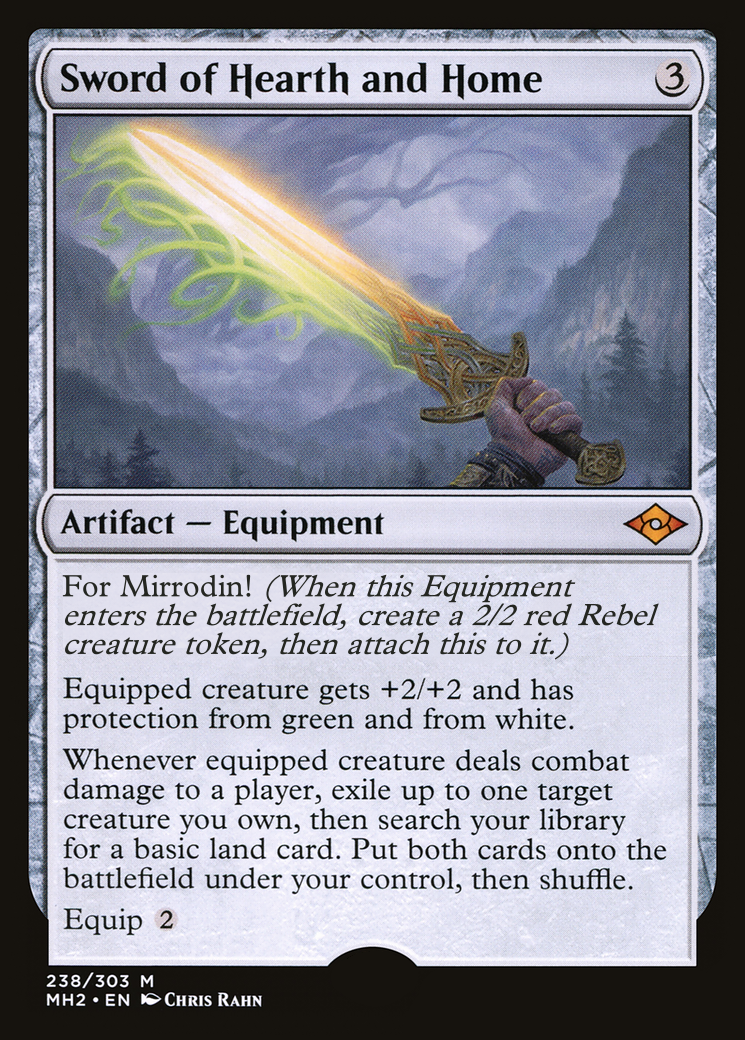 Sword of Hearth and Home 3
Artifact — Equipment
For Mirrodin! (When this Equipment
enters the battlefield, create a 2/2 red Rebel
creature token, then attach this to it.)
Equipped creature gets +2/+2 and has
protection from green and from white.
Whenever equipped creature deals combat
damage to a player, exile up to one target
creature you own, then search your library
for a basic land card. Put both cards onto the
battlefield under your control, then shuffle.
Equip 2
238/303 M
MH2 • EN Chris Rahn